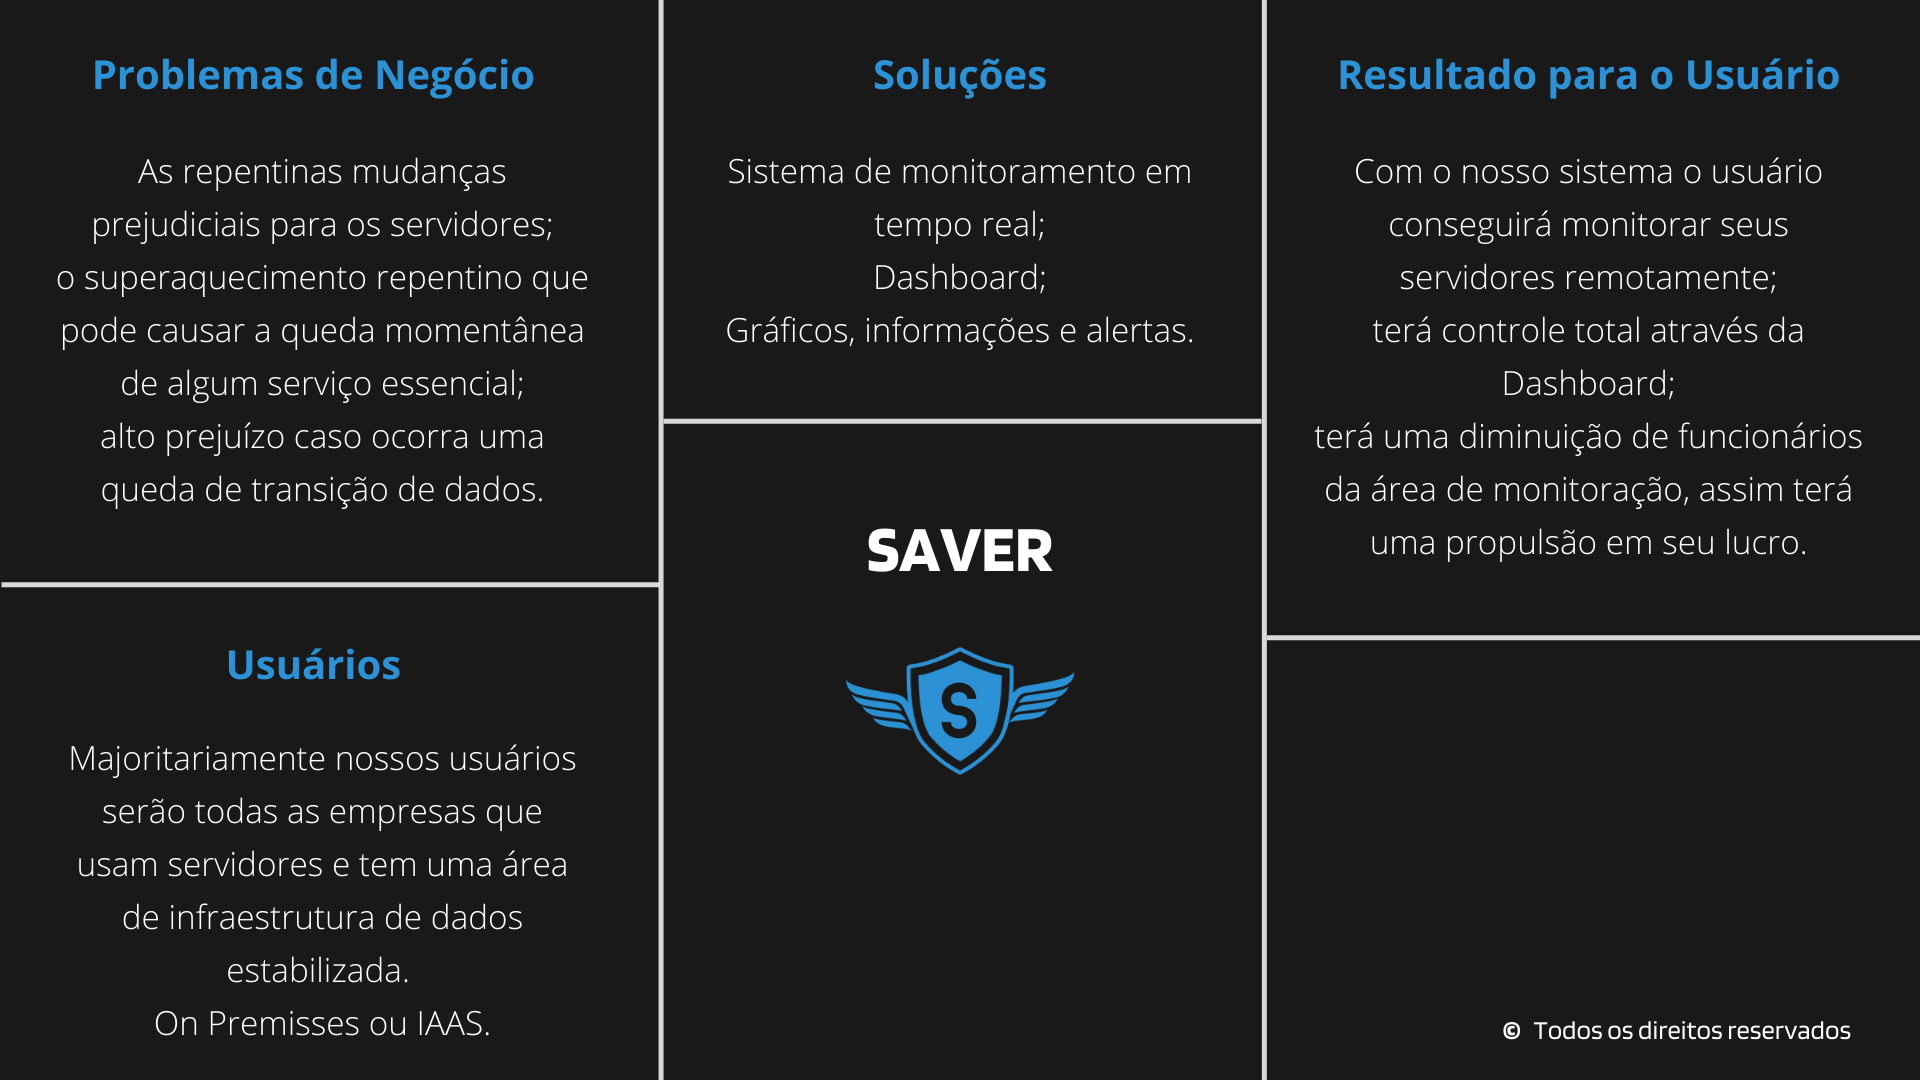 Problemas de Negócio
As repentinas mudanças
prejudiciais para os servidores;
o superaquecimento repentino que
pode causar a queda momentânea
de algum serviço essencial;
alto prejuízo caso ocorra uma
queda de transição de dados.
Usuários
Majoritariamente nossos usuários
serão todas as empresas que
usam servidores e tem uma área
de infraestrutura de dados
estabilizada.
On Premisses ou IAAS.
Soluções
Sistema de monitoramento em
tempo real;
Dashboard;
Gráficos, informações e alertas.
SAVER
S
Resultado para o Usuário
Com o nosso sistema o usuário
conseguirá monitorar seus
servidores remotamente;
terá controle total através da
Dashboard;
terá uma diminuição de funcionários
da área de monitoração, assim terá
uma propulsão em seu lucro.
© Todos os direitos reservados